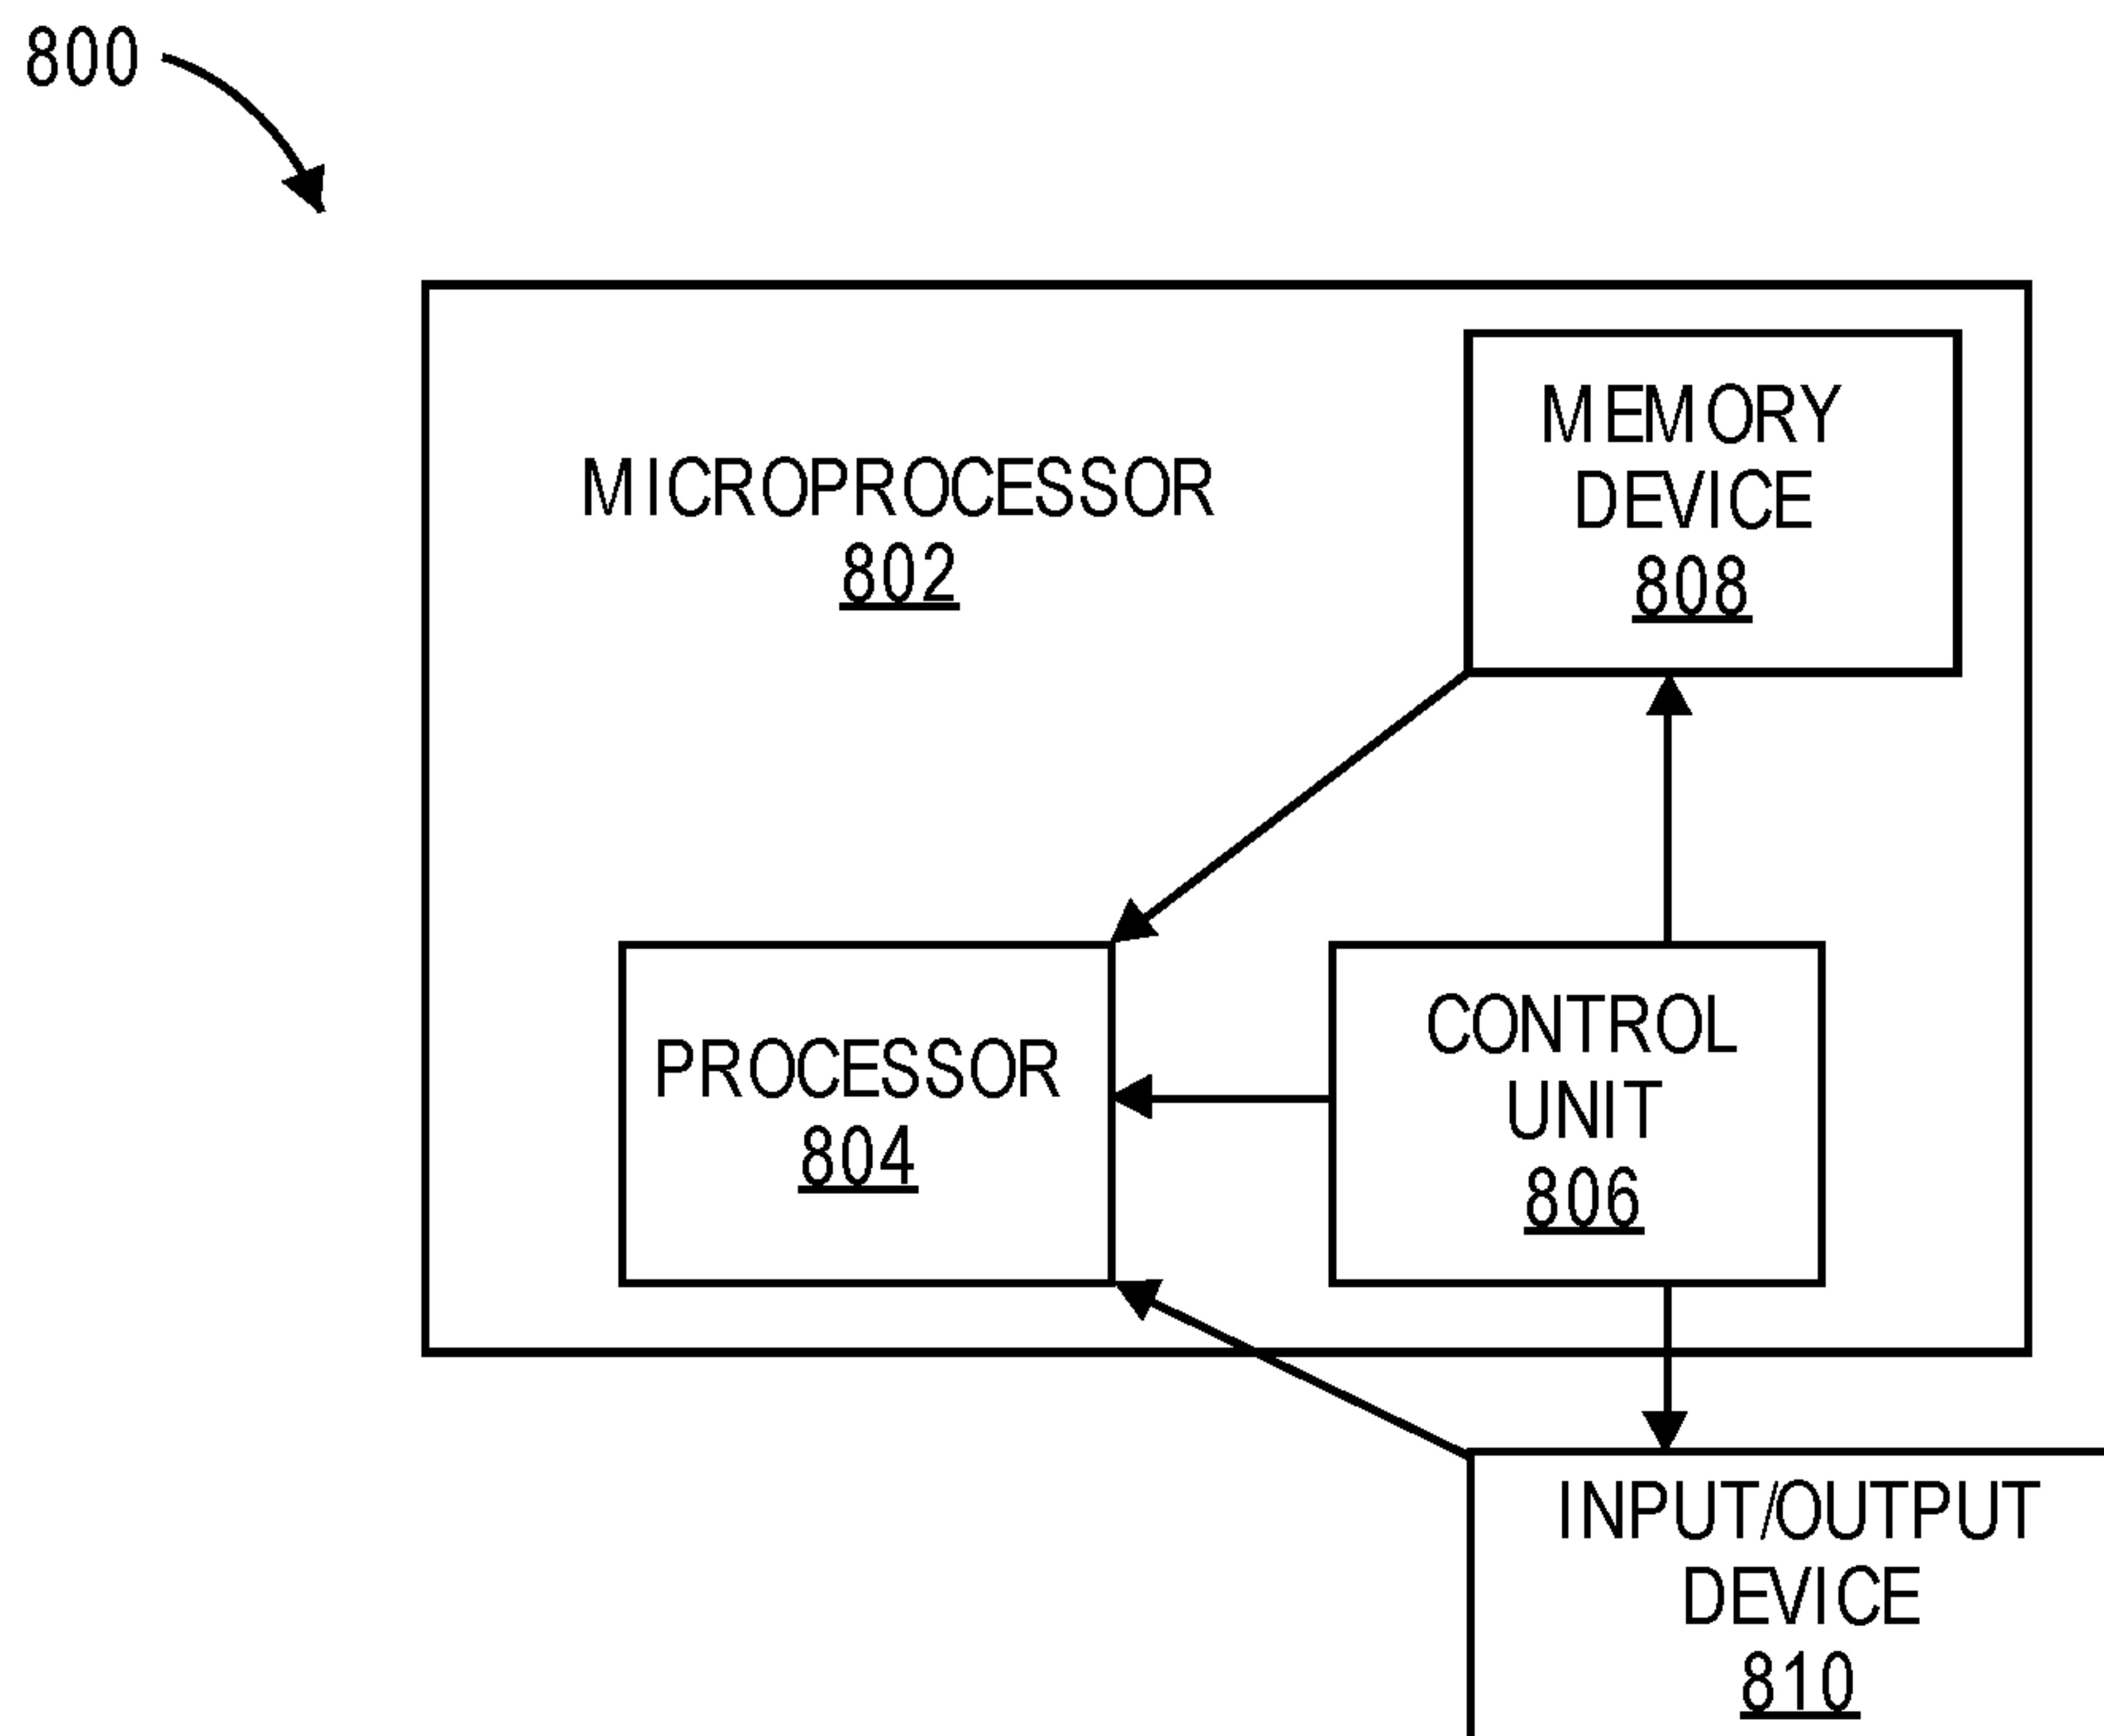 800
MICROPROCESSOR
802
MEMORY
DEVICE
808
PROCESSOR
804
CONTROL
UNIT
806
INPUT/OUTPUT
DEVICE
810